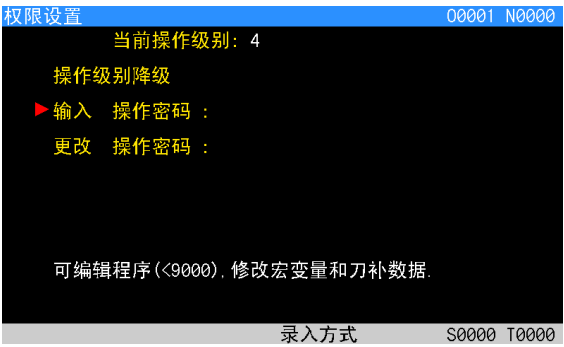 权限设置 O0001 N0000
当前操作级别: 4
操作级别降级
输入 操作密码 :
更改 操作密码 :
可编辑程序(<9000),修改宏变量和刀补数据.
录入方式 S0000 T0000